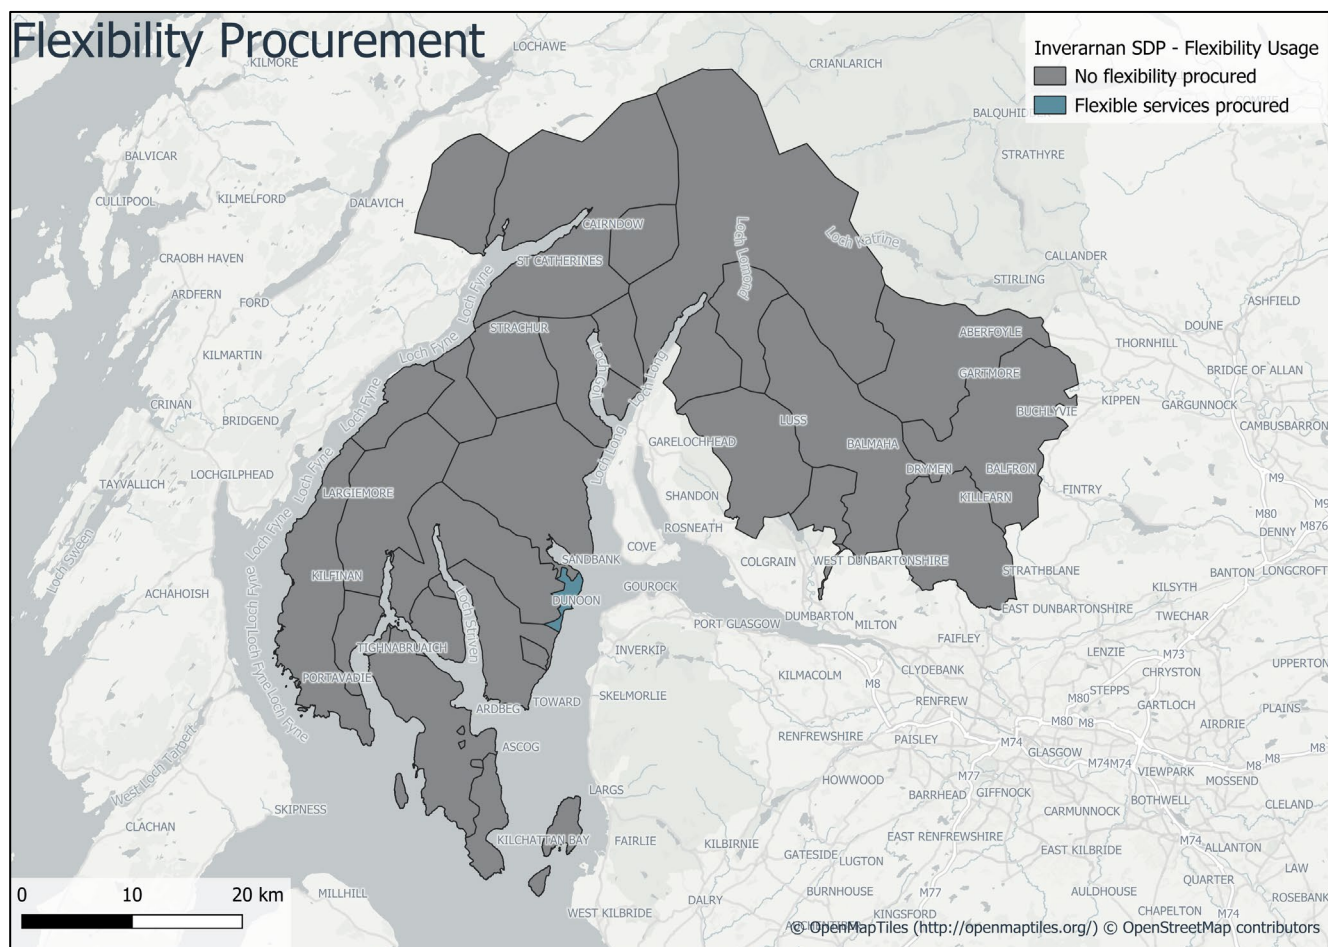 Flexibility Procurement
Inverarnan SDP - Flexibility Usage
No flexibility procured
Flexible services procured
LOCHAWE
KILMORE
CRIANLARICH
STRATHYRE
BALVICAR
CULLIPOOL
KILMELFORD
DALAVICH
CAIRNDOW
Loch Lomond
Loch Katrine
CRAOBH HAVEN
ST CATHERINES
CALLANDER
STIRLING
ARDFERN
FORD
Loch Fyne
ASHFIELD
STRACHUR
ABERFOYLE
DOUNE
THORNHILL
KILMARTIN
Loch Fyne
Loch Goil
Loch Long
GARTMORE
BRIDGE OF ALLAN
CRINAN
Loch Fyne
BUCHLYVIE
KIPPEN
GARGUNNOCK
BRIDGEND
LUSS
CAMBUSBARRON
GARELOCHHEAD
BALMAHA
Loch Long
LOCHGILPHEAD
Loch Fyne
DRYMEN
BALFRON
TAYVALLICH
LARGIEMORE
SHANDON
KILLEARN
FINTRY
M9
M80
M9
ROSNEATH
DENNY
M876
Loch Fyne
COVE
SANDBANK
COLGRAIN
WEST DUNBARTONSHIRE
Loch Sween
KILFINAN
GOUROCK
STRATHBLANE
BANTON
LONGCROFT
ACHAHOISH
Loch Fyne
DUNOON
KILSYTH
EAST DUNBARTONSHIRE
PORT GLASGOW
DUMBARTON
MILTON
TWECHAR
Loch Striven
FAIFLEY
TIGHNABRUAICH
INVERKIP
LENZIE
M73
CHRYSTON
UPPERTON
PORTAVADIE
KILMACOLM
CLYDEBANK
M8
STEPPS
SKELMORLIE
TOWARD
ARDBEG
RENFREW
M80
GARTLOCH
PLAINS
Loch Fyne
M80 M8
AIRDRIE
RENFREWSHIRE
PAISLEY
M74
GLASGOW
ASCOG
M8
West Loch Tarbert
M74M74
VIEWPARK
M8
M8
HOWWOOD
M77
GIFFNOCK
MOSSEND
LARGS
BARRHEAD
BOTHWELL
CLELAND
SKIPNESS
CARMUNNOCK
CLACHAN
KILCHATTAN BAY
FAIRLIE
KILBIRNIE
EAST RENFREWSHIRE
M74
ALLANTON
GATESIDE
LUGTON
EAST KILBRIDE
LAW
QUARTER
0 10 20 km
MILLHILL
BURNHOUSE
M77
AULDHOUSE
ROSEBANK
DALRY
WEST KILBRIDE
KINGSFORD
CHAPELTON
M74
© OpenMapTiles (http://openmaptiles.org/) © OpenStreetMap contributors